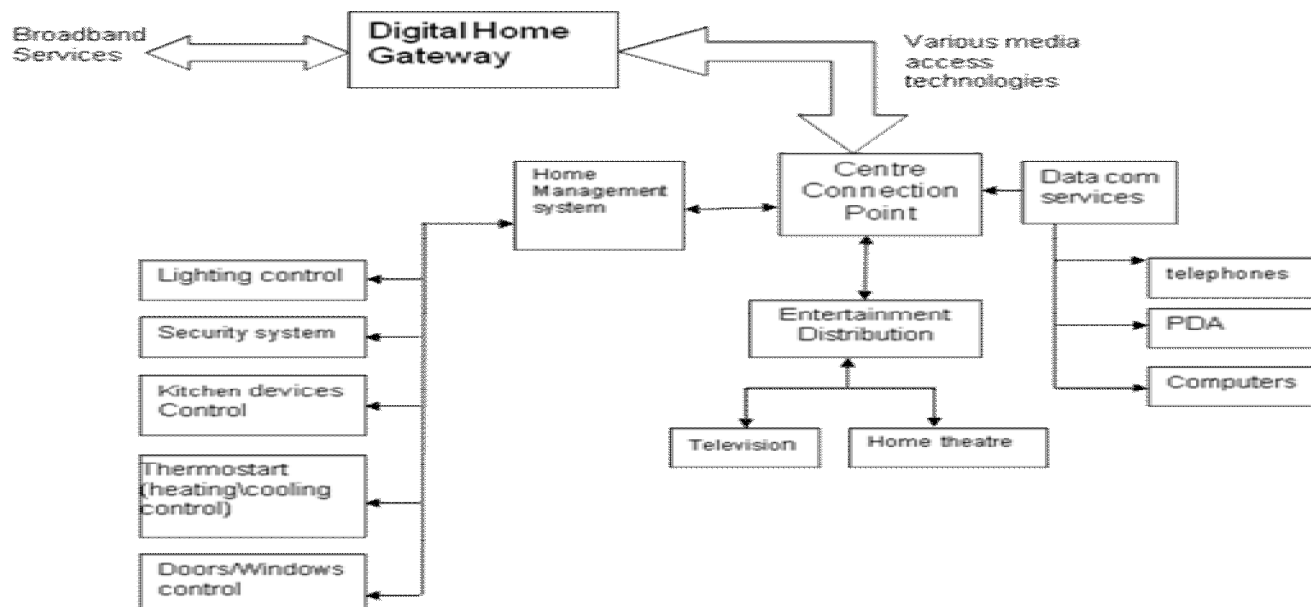 Broadband
Services
Digital Home
Gateway
Various media
access
technologies
Home
Management
system
Centre
Connection
Point
Data com
services
Lighting control
Security system
Kitchen devices
Control
Thermostart
(heating\cooling
control)
Doors/Windows
control
Entertainment
Distribution
Television
Home theatre
telephones
PDA
Computers